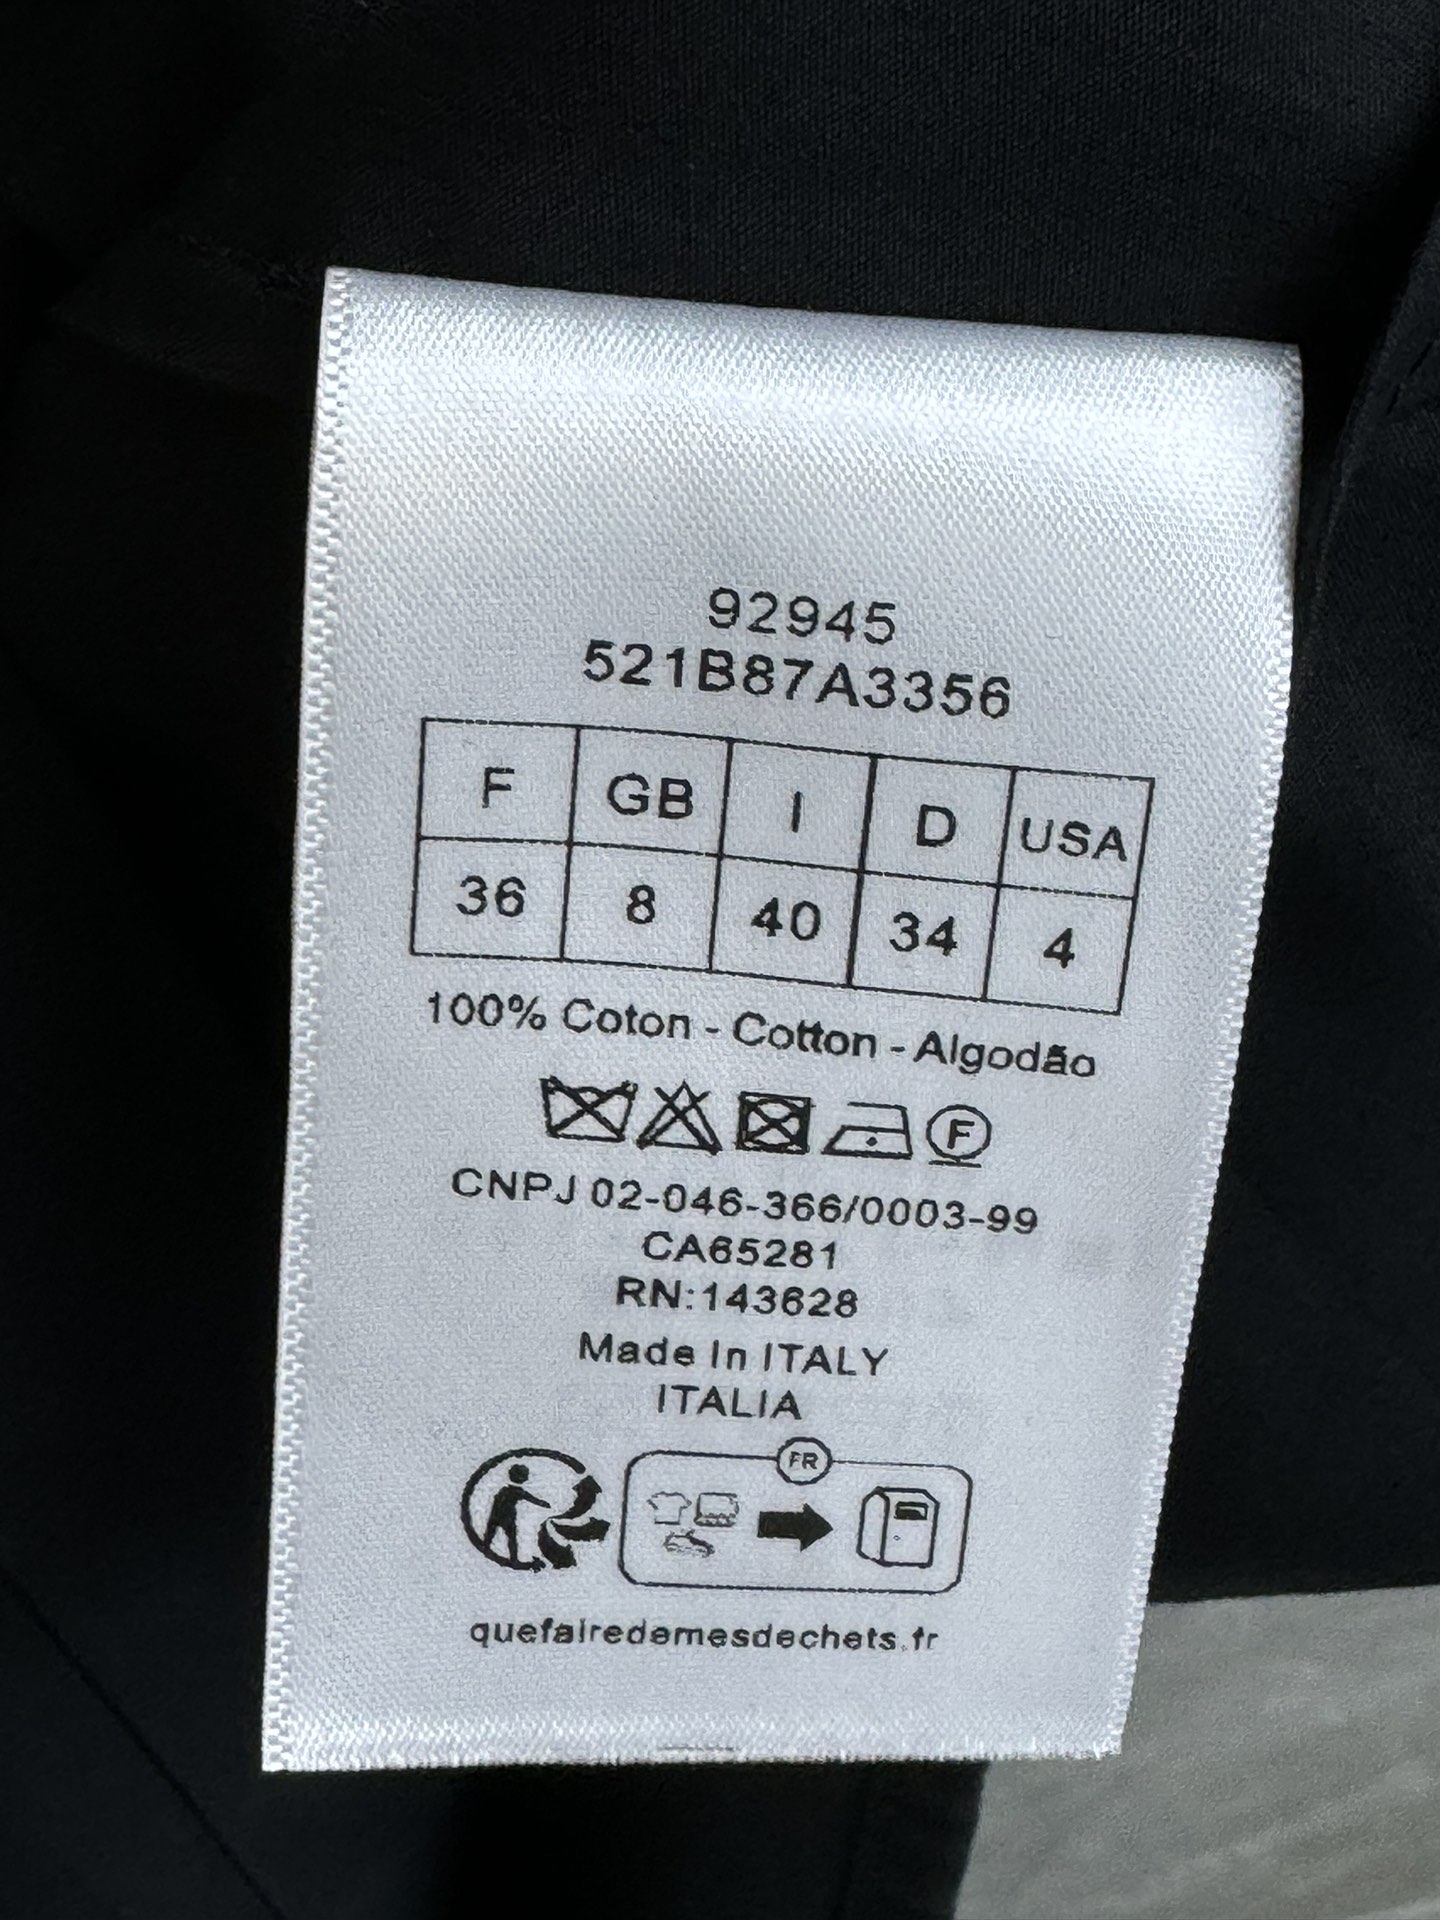 92945
521B87A3356
F GB I D USA
36 8 40 34 4
100% Coton - Cotton - Algodão
F
CNPJ 02-046-366/0003-99
CA65281
RN:143628
Made In ITALY
ITALIA
FR
quefairedemesdechets.fr